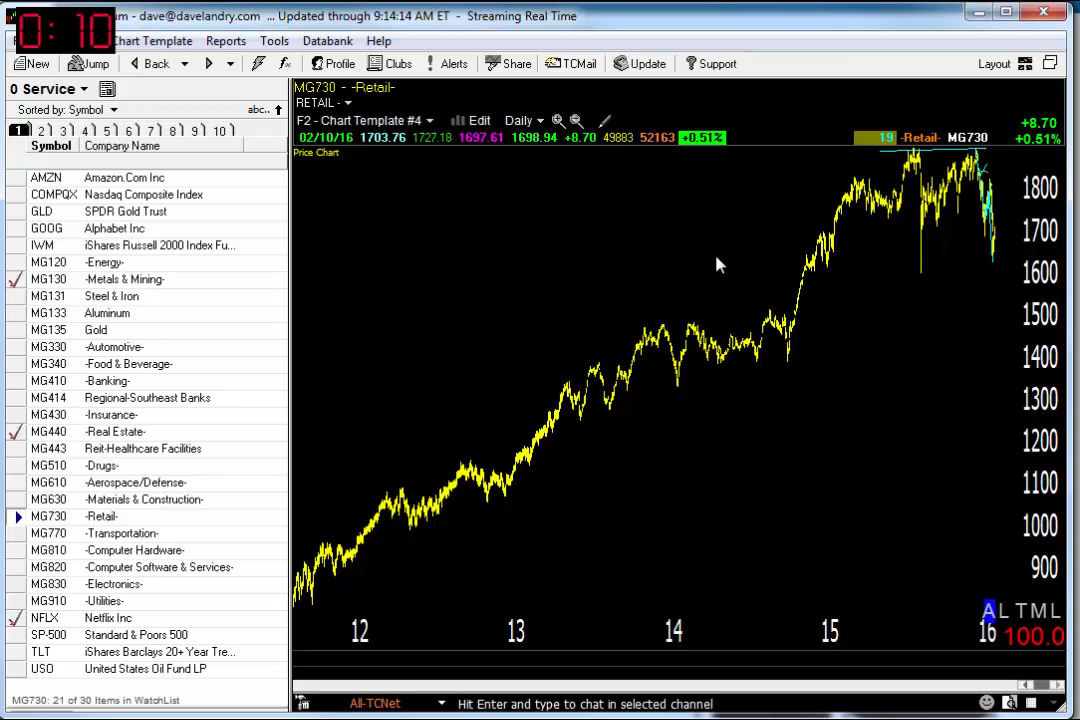 um - dave@davelandry.com ... Updated through 9:14:14 AM ET - Streaming Real Time
0: 10
Chart Template Reports Tools Databank Help
New Jump Back Profile Clubs Alerts Share TCMail Update Support Layout
0 Service
Sorted by: Symbol abc..
1 2 3 4 5 6 7 8 9 10
Symbol Company Name
AMZN Amazon.Com Inc
COMPQX Nasdaq Composite Index
GLD SPDR Gold Trust
GOOG Alphabet Inc
IWM iShares Russell 2000 Index Fu...
MG120 -Energy-
MG130 -Metals & Mining-
MG131 Steel & Iron
MG133 Aluminum
MG135 Gold
MG330 -Automotive-
MG340 -Food & Beverage-
MG410 -Banking-
MG414 Regional-Southeast Banks
MG430 -Insurance-
MG440 -Real Estate-
MG443 Reit-Healthcare Facilities
MG510 -Drugs-
MG610 -Aerospace/Defense-
MG630 -Materials & Construction-
MG730 -Retail-
MG770 -Transportation-
MG810 -Computer Hardware-
MG820 -Computer Software & Services-
MG830 -Electronics-
MG910 -Utilities-
NFLX Netflix Inc
SP-500 Standard & Poors 500
TLT iShares Barclays 20+ Year Tre...
USO United States Oil Fund LP
MG730: 21 of 30 Items in WatchList
MG730 - -Retail-
RETAIL -
F2 - Chart Template #4 Edit Daily
+8.70
02/10/16 1703.76 1727.18 1697.61 1698.94 +8.70 49883 52163 +0.51% 19 -Retail- MG730 +0.51%
Price Chart
1800
1700
1600
1500
1400
1300
1200
1100
1000
900
A L T M L
12 13 14 15 16 100.0
All-TCNet Hit Enter and type to chat in selected channel